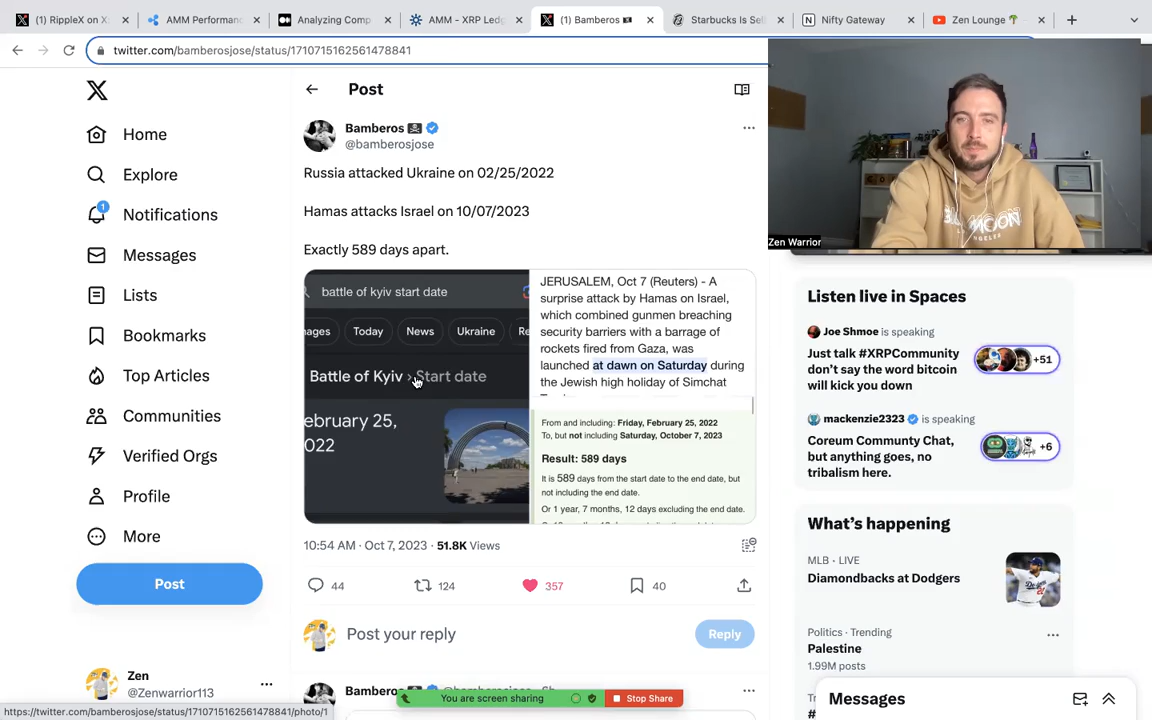 (1) RippleX on X:
AMM Performanc
Analyzing Comp
AMM - XRP Ledg
(1) Bamberos
Starbucks Is Sell
Nifty Gateway
Zen Lounge
twitter.com/bamberosjose/status/1710715162561478841
Home
Explore
1
Notifications
Messages
Lists
Bookmarks
Top Articles
Communities
Verified Orgs
Profile
More
Post
Zen
@Zenwarrior113
https://twitter.com/bamberosjose/status/1710715162561478841/photo/1
Post
Bamberos
@bamberosjose
Russia attacked Ukraine on 02/25/2022
Hamas attacks Israel on 10/07/2023
Exactly 589 days apart.
battle of kyiv start date
Today
News
Ukraine
Battle of Kyiv › Start date
ebruary 25,
022
JERUSALEM, Oct 7 (Reuters) - A
surprise attack by Hamas on Israel,
which combined gunmen breaching
security barriers with a barrage of
rockets fired from Gaza, was
launched at dawn on Saturday during
the Jewish high holiday of Simchat
From and including: Friday, February 25, 2022
To, but not including Saturday, October 7, 2023
Result: 589 days
It is 589 days from the start date to the end date, but
not including the end date.
Or 1 year, 7 months, 12 days excluding the end date.
10:54 AM · Oct 7, 2023 · 51.8K Views
44
124
357
40
Post your reply
Reply
Bamberos
You are screen sharing
Stop Share
Zen Warrior
Listen live in Spaces
Joe Shmoe is speaking
Just talk #XRPCommunity
don't say the word bitcoin
will kick you down
+51
mackenzie2323 is speaking
Coreum Communty Chat,
but anything goes, no
tribalism here.
+6
What's happening
MLB · LIVE
Diamondbacks at Dodgers
Politics · Trending
Palestine
1.99M posts
Messages